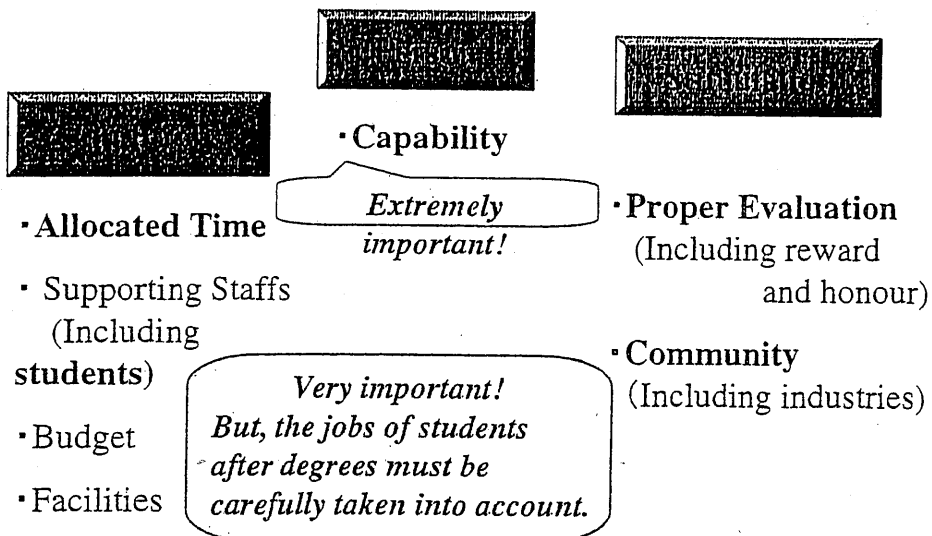 ·Capability
Extremely
important!
·Allocated Time
· Supporting Staffs
(Including
students)
·Budget
·Facilities
Very important!
But, the jobs of students
after degrees must be
carefully taken into account.
·Proper Evaluation
(Including reward
and honour)
·Community
(Including industries)